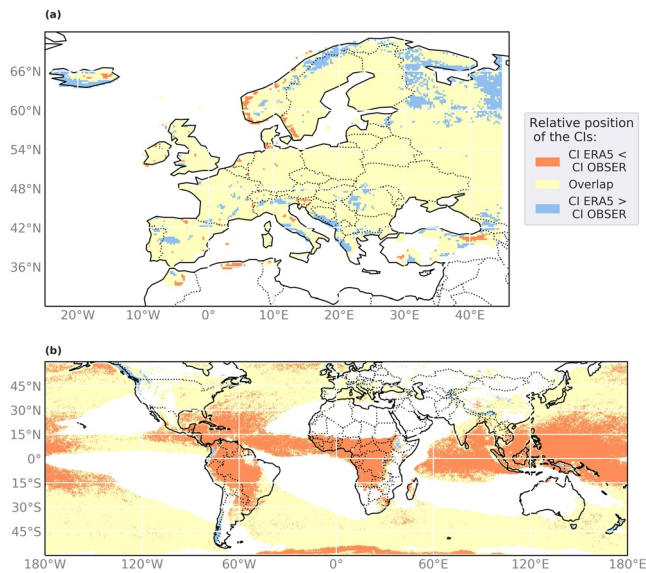 (a)
66°N
60°N
54°N
48°N
42°N
36°N
20°W
10°W
0°
10°E
20°E
30°E
40°E
Relative position
of the CIs:
CI ERA5 <
CI OBSER
Overlap
CI ERA5 >
CI OBSER
(b)
45°N
30°N
15°N
0°
15°S
30°S
45°S
180°W
120°W
60°W
0°
60°E
120°E
180°E